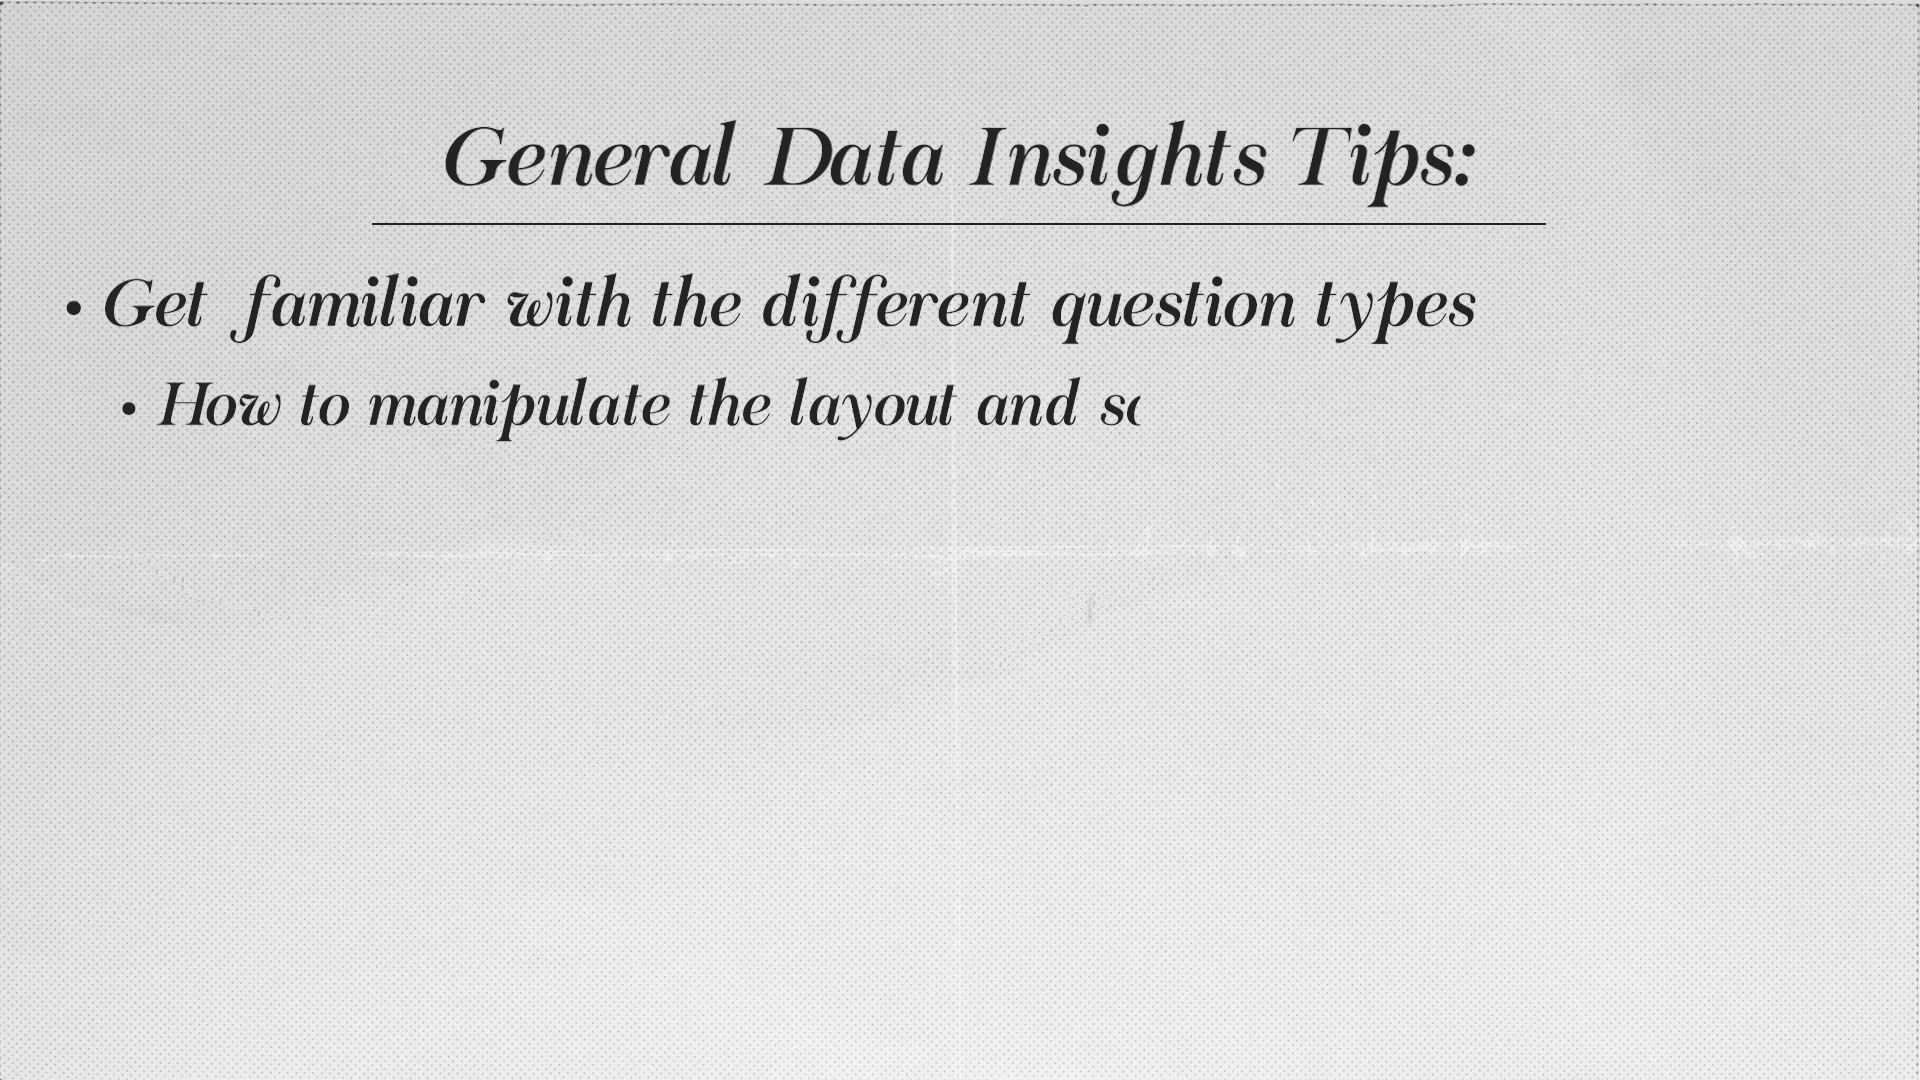 General Data Insights Tips:
• Get familiar with the different question types
• How to manipulate the layout and